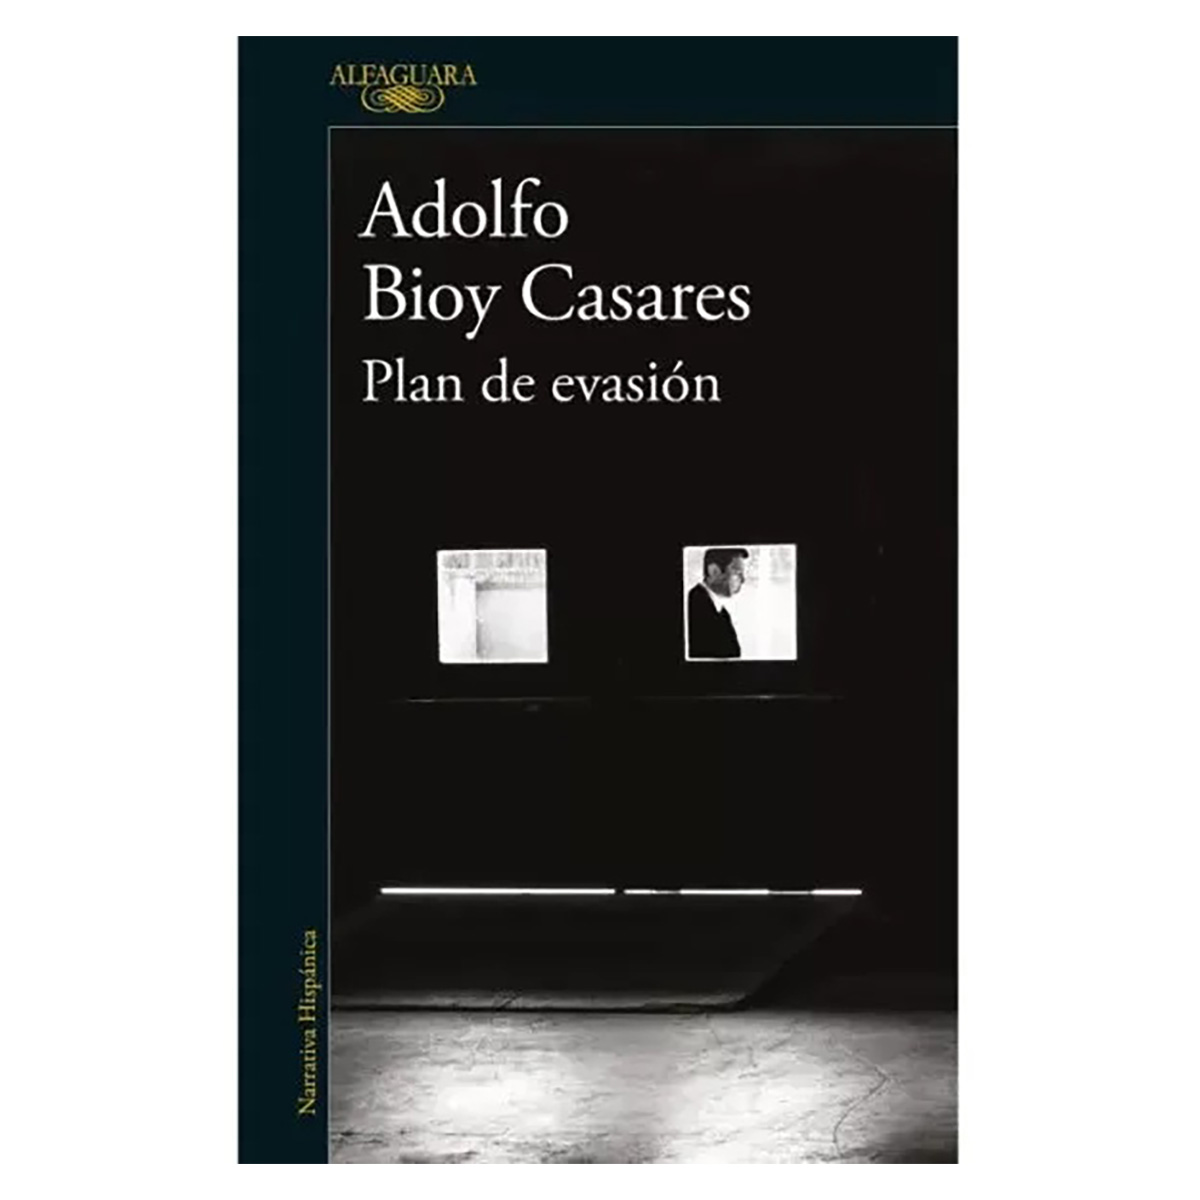 ALFAGUARA
Adolfo
Bioy Casares
Plan de evasión
Narrativa Hispánica